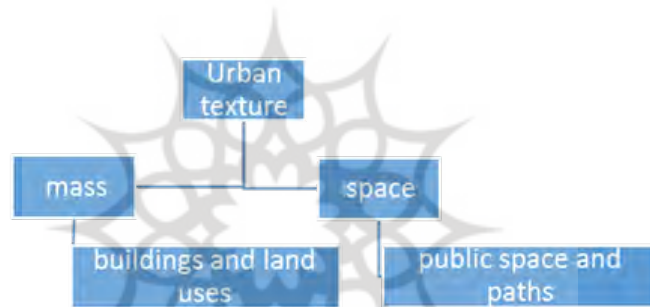 Urban
texture
mass
space
buildings and land
uses
public space and
paths